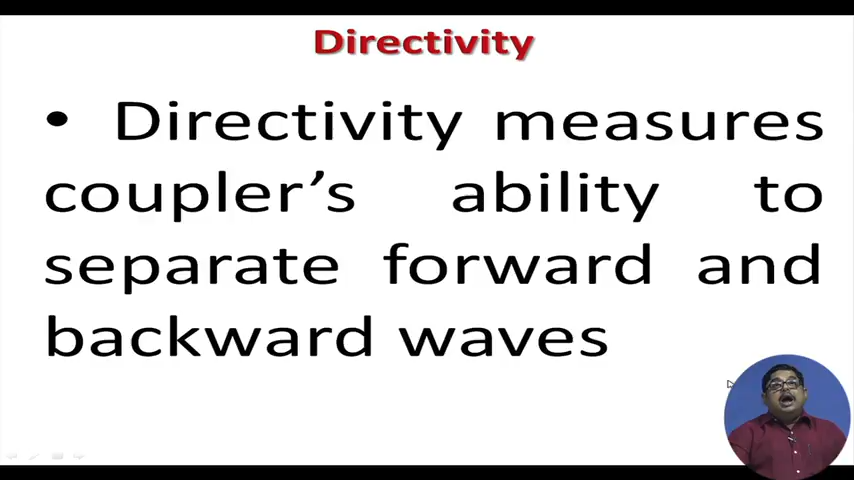 Directivity
• Directivity measures
coupler’s ability to
separate forward and
backward waves